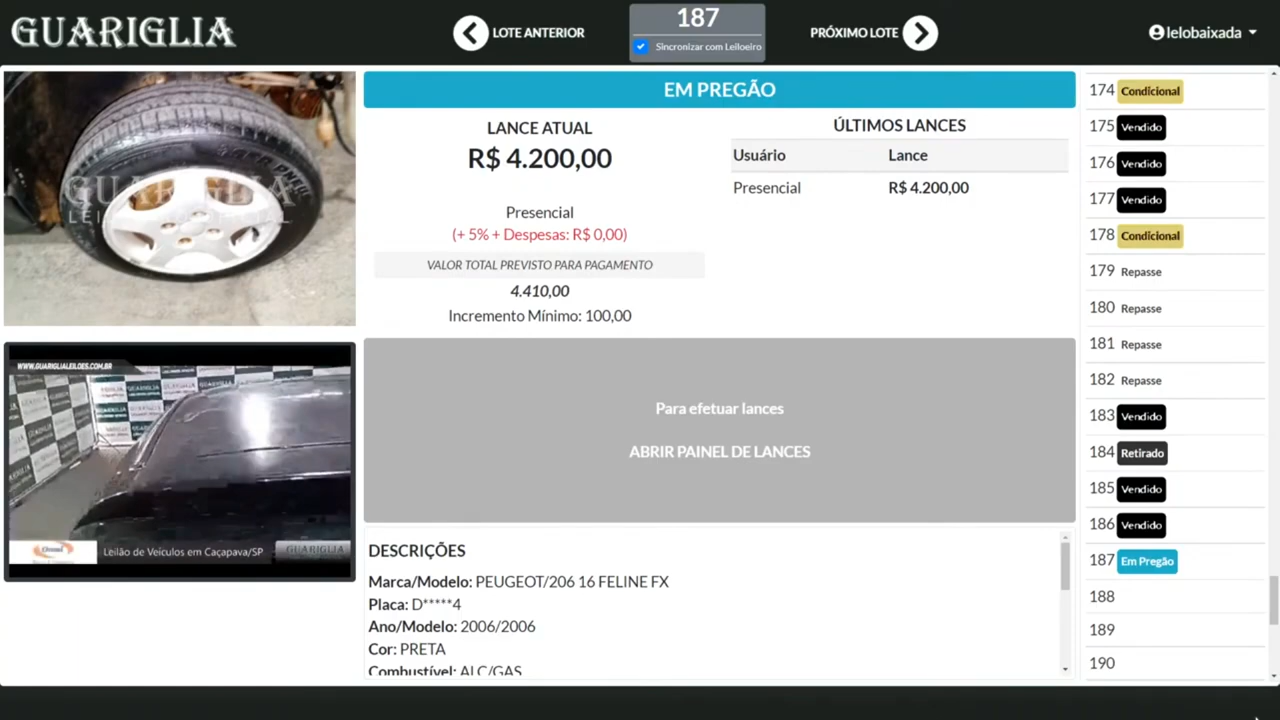 GUARIGLIA
LOTE ANTERIOR
187
Sincronizar com Leiloeiro
PRÓXIMO LOTE
lelobaixada
GUARIGLIA
EM PREGÃO
LANCE ATUAL
R$ 4.200,00
Presencial
(+ 5% + Despesas: R$ 0,00)
VALOR TOTAL PREVISTO PARA PAGAMENTO
4.410,00
Incremento Mínimo: 100,00
ÚLTIMOS LANCES
Usuário Lance
Presencial R$ 4.200,00
Para efetuar lances
ABRIR PAINEL DE LANCES
WWW.GUARIGLIALEILOES.COM.BR
Leilão de Veículos em Caçapava/SP
GUARIGLIA
DESCRIÇÕES
Marca/Modelo: PEUGEOT/206 16 FELINE FX
Placa: D*****4
Ano/Modelo: 2006/2006
Cor: PRETA
Combustível: ALC/GAS
174 Condicional
175 Vendido
176 Vendido
177 Vendido
178 Condicional
179 Repasse
180 Repasse
181 Repasse
182 Repasse
183 Vendido
184 Retirado
185 Vendido
186 Vendido
187 Em Pregão
188
189
190